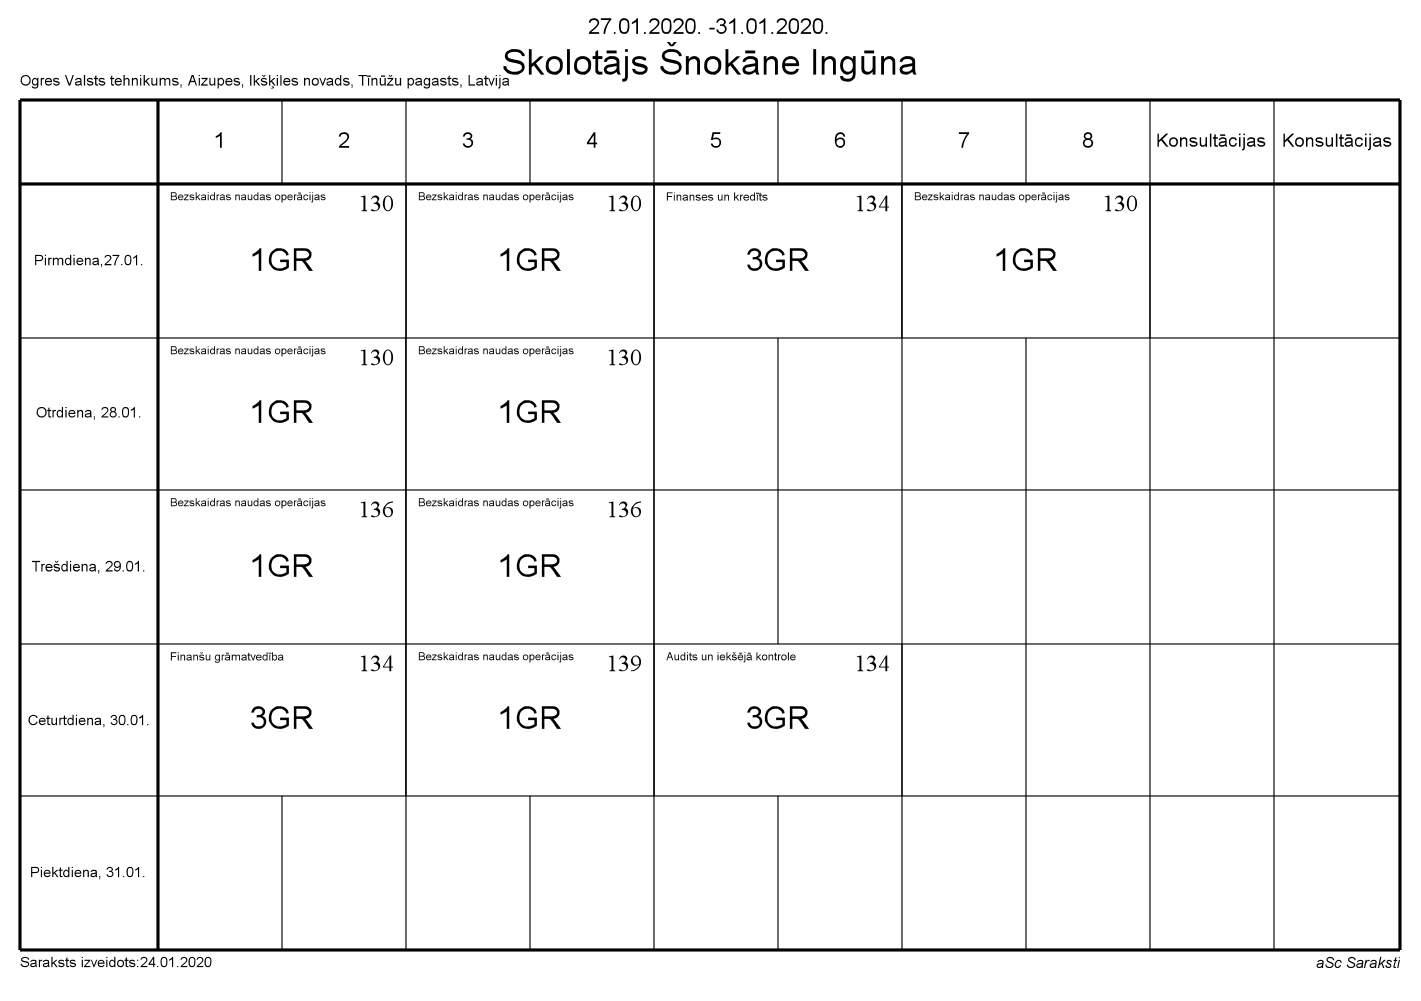 27.01.2020. -31.01.2020.
Skolotājs Šnokāne Ingūna
Ogres Valsts tehnikums, Aizupes, Ikšķiles novads, Tīnūžu pagasts, Latvija
1 2 3 4 5 6 7 8 Konsultācijas Konsultācijas
Bezskaidras naudas operācijas 130 Bezskaidras naudas operācijas 130 Finanses un kredīts 134 Bezskaidras naudas operācijas 130
Pirmdiena,27.01. 1GR 1GR 3GR 1GR
Bezskaidras naudas operācijas 130 Bezskaidras naudas operācijas 130
Otrdiena, 28.01. 1GR 1GR
Bezskaidras naudas operācijas 136 Bezskaidras naudas operācijas 136
Trešdiena, 29.01. 1GR 1GR
Finanšu grāmatvedība 134 Bezskaidras naudas operācijas 139 Audits un iekšējā kontrole 134
Ceturtdiena, 30.01. 3GR 1GR 3GR
Piektdiena, 31.01.
Saraksts izveidots:24.01.2020 aSc Saraksti